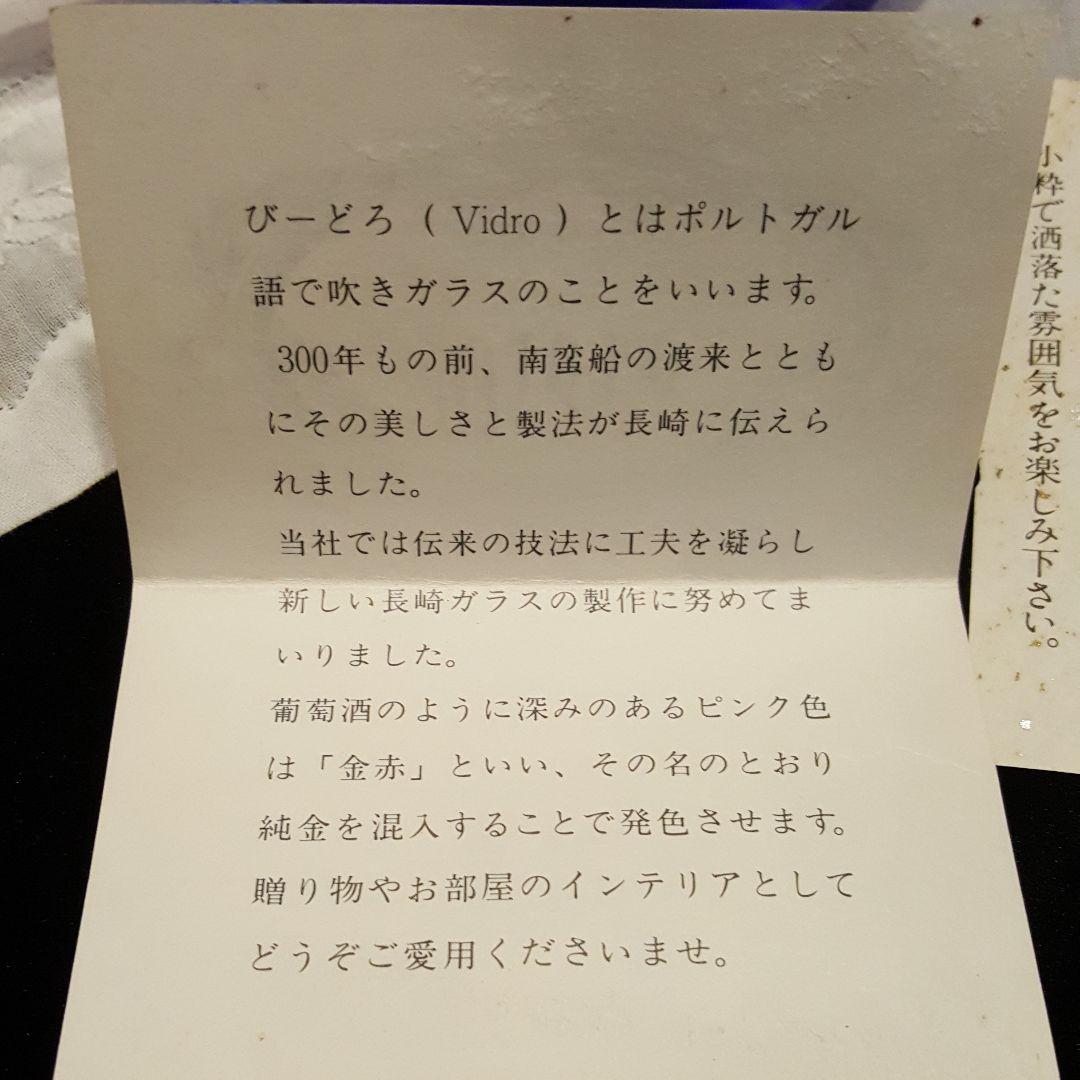 びーどろ（Vidro）とはポルトガル
語で吹きガラスのことをいいます。
300年もの前、南蛮船の渡来ととも
にその美しさと製法が長崎に伝えら
れました。
当社では伝来の技法に工夫を凝らし
新しい長崎ガラスの製作に努めてま
いりました。
葡萄酒のように深みのあるピンク色
は「金赤」といい、その名のとおり
純金を混入することで発色させます。
贈り物やお部屋のインテリアとして
どうぞご愛用くださいませ。
小粋で洒落た雰囲気をお楽しみ下さい。